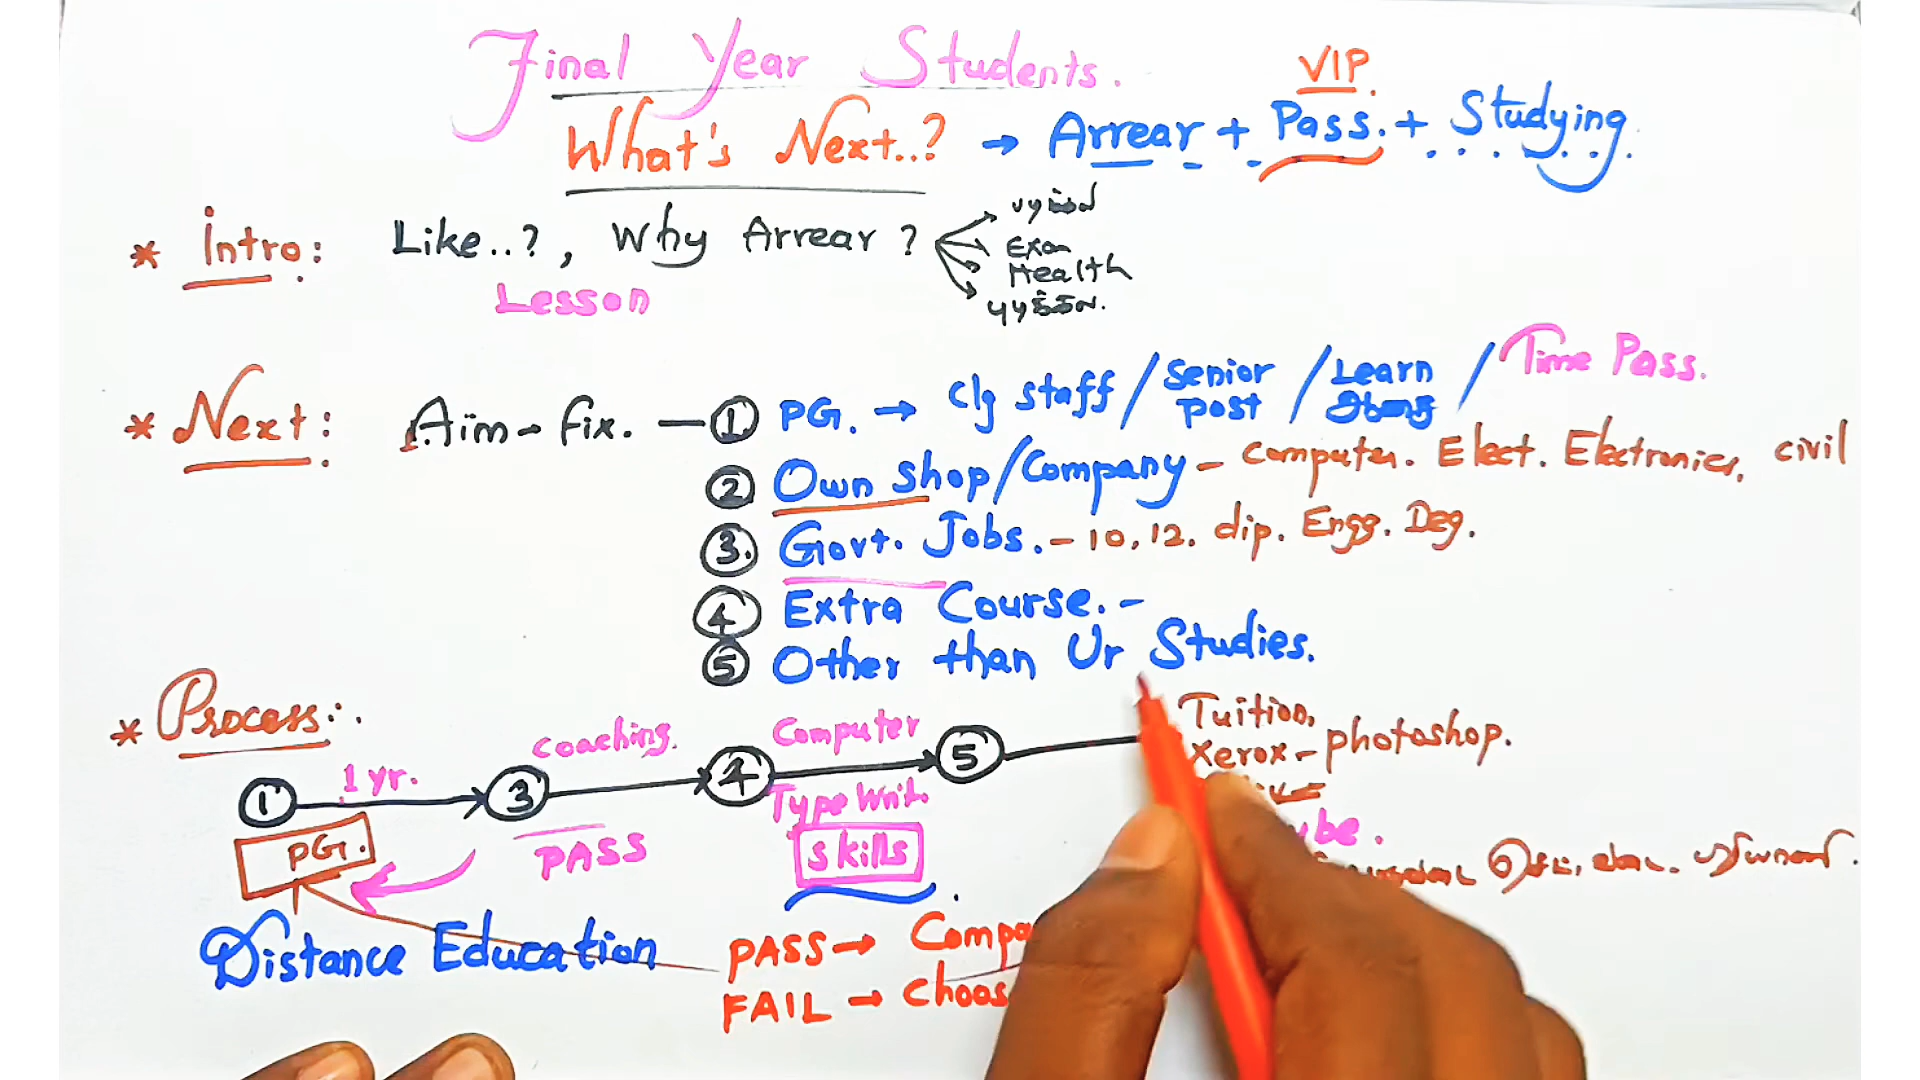 Final Year Students.
What's Next..? → Arrear + Pass. + Studying
VIP
* Intro: Like..?, Why Arrear?
Lesson
Exam
Health
* Next: Aim - fix. — ① PG. → Clg staff / Senior post / Learn / Time Pass.
② Own shop/Company - Computer. Elect. Electronics, civil
③. Govt. Jobs. - 10, 12. dip. Engg. Deg.
④ Extra Course. -
⑤ Other than Ur Studies.
* Process:. ① 1 yr. → ③ coaching. → ④ Computer → ⑤
Tuition,
Xerox - photoshop.
Type Writ.
PG. PASS skills
Distance Education
PASS →
FAIL →